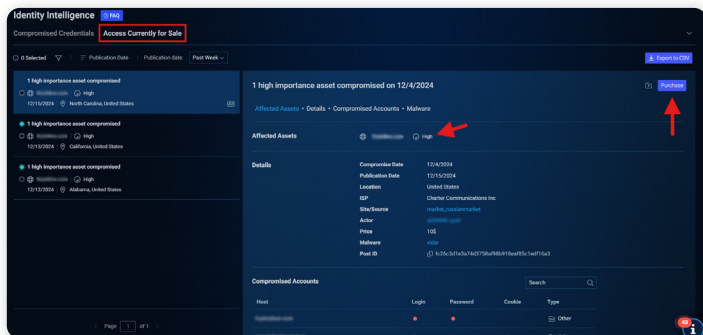 Identity Intelligence FAQ
Compromised Credentials Access Currently for Sale
0 Selected Publication Date Publication date: Past Week Export to CSV
1 high importance asset compromised
High
12/15/2024 North Carolina, United States
1 high importance asset compromised
High
12/13/2024 California, United States
1 high importance asset compromised
High
12/12/2024 Alabama, United States
Page 1 of 1
1 high importance asset compromised on 12/4/2024 Purchase
Affected Assets • Details • Compromised Accounts • Malware
Affected Assets High
Details Compromise Date 12/4/2024
Publication Date 12/15/2024
Location United States
ISP Charter Communications Inc
Site/Source market_russianmarket
Actor
Price 10$
Malware vidar
Post ID
Compromised Accounts Search
Host Login Password Cookie Type
Other